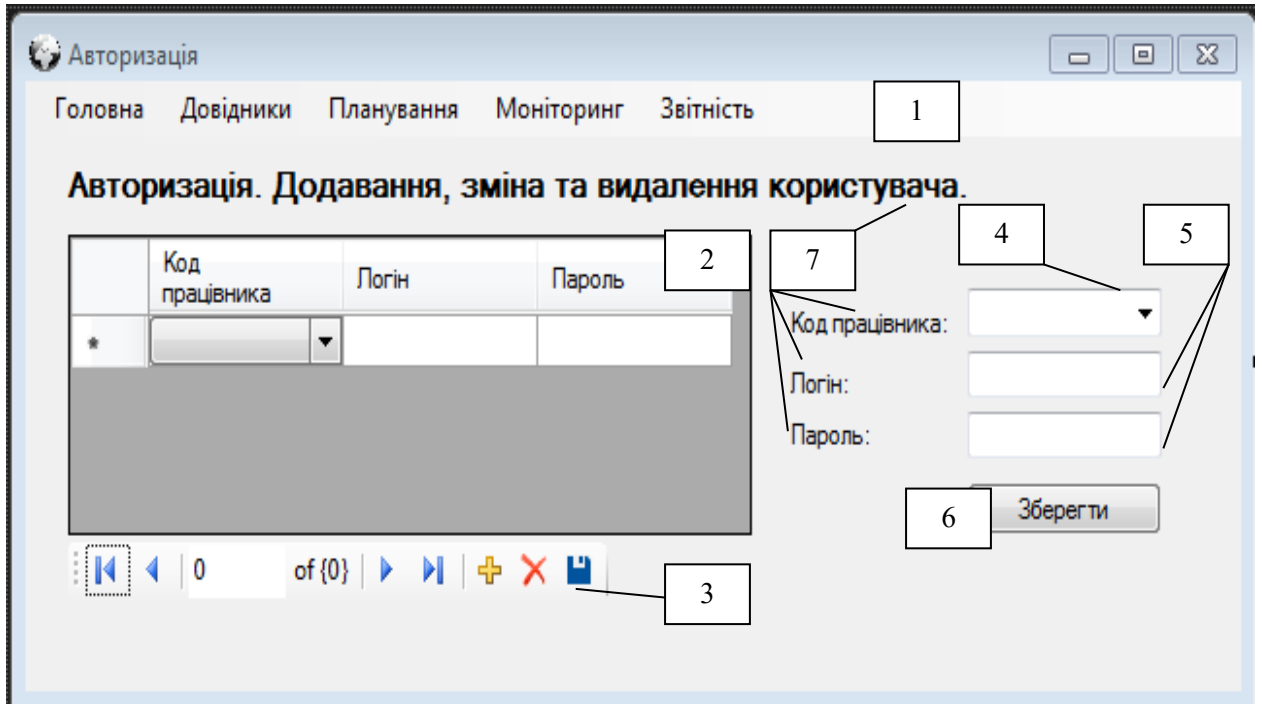 Авторизація
Головна Довідники Планування Моніторинг Звітність
1
Авторизація. Додавання, зміна та видалення користувача.
2
7
4
5
Код
працівника
Логін
Пароль
*
Код працівника:
Логін:
Пароль:
6
Зберегти
0 of {0}
3